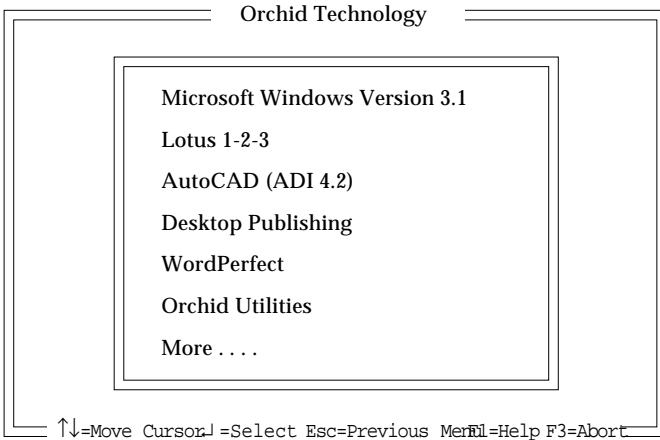 Orchid Technology
Microsoft Windows Version 3.1
Lotus 1-2-3
AutoCAD (ADI 4.2)
Desktop Publishing
WordPerfect
Orchid Utilities
More . . . .
↑↓=Move Cursor ↵=Select Esc=Previous Menu F1=Help F3=Abort